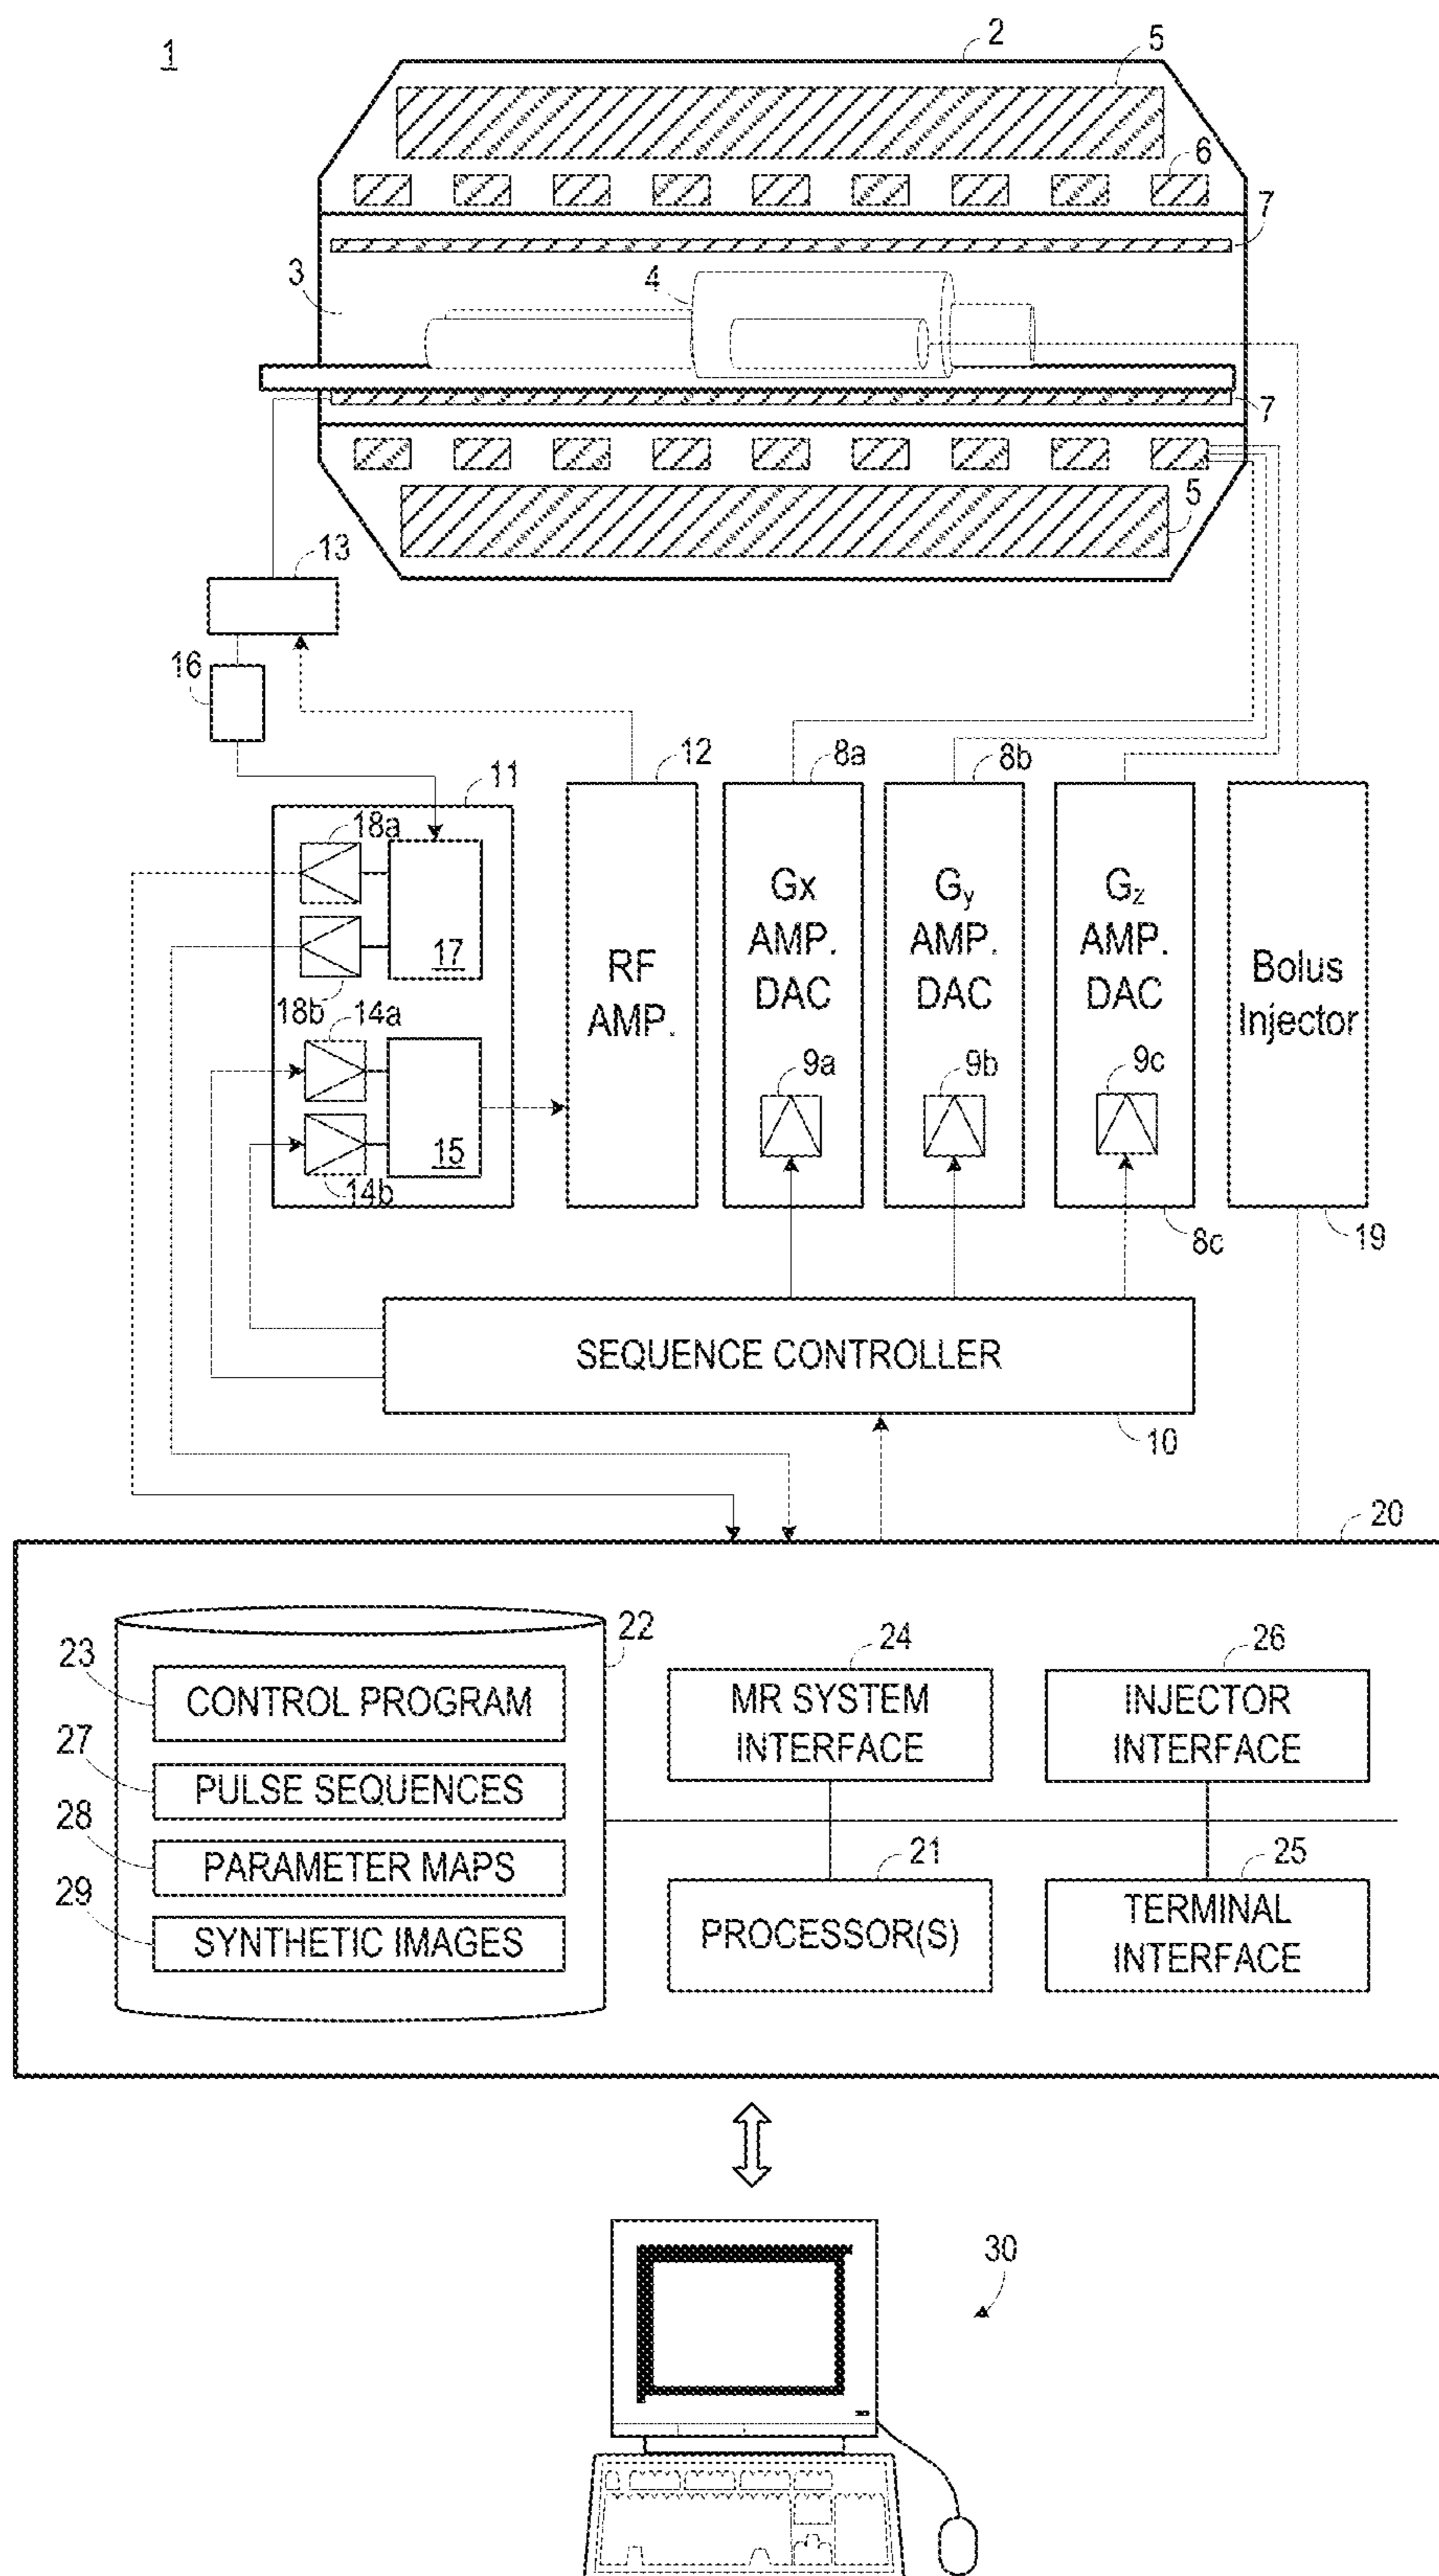 1
2
5
6
7
3
4
7
5
13
16
12
8a
8b
11
18a
17
18b
14a
15
14b
RF
AMP.
Gx
AMP.
DAC
9a
Gy
AMP.
DAC
9b
Gz
AMP.
DAC
9c
8c
Bolus
Injector
19
SEQUENCE CONTROLLER
10
20
22
23
CONTROL PROGRAM
27
PULSE SEQUENCES
28
PARAMETER MAPS
29
SYNTHETIC IMAGES
24
MR SYSTEM
INTERFACE
26
INJECTOR
INTERFACE
21
PROCESSOR(S)
25
TERMINAL
INTERFACE
30